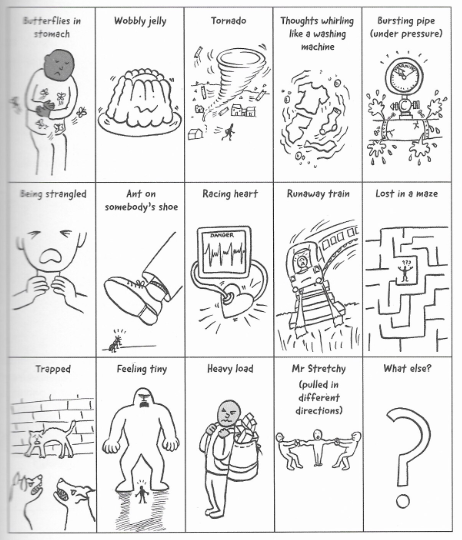 Butterflies in
stomach
Wobbly jelly
Tornado
Thoughts whirling
like a washing
machine
Bursting pipe
(under pressure)
Being strangled
Ant on
somebody's shoe
Racing heart
DANGER
Runaway train
Lost in a maze
???
Trapped
Feeling tiny
Heavy load
Mr Stretchy
(pulled in
different
directions)
What else?
?